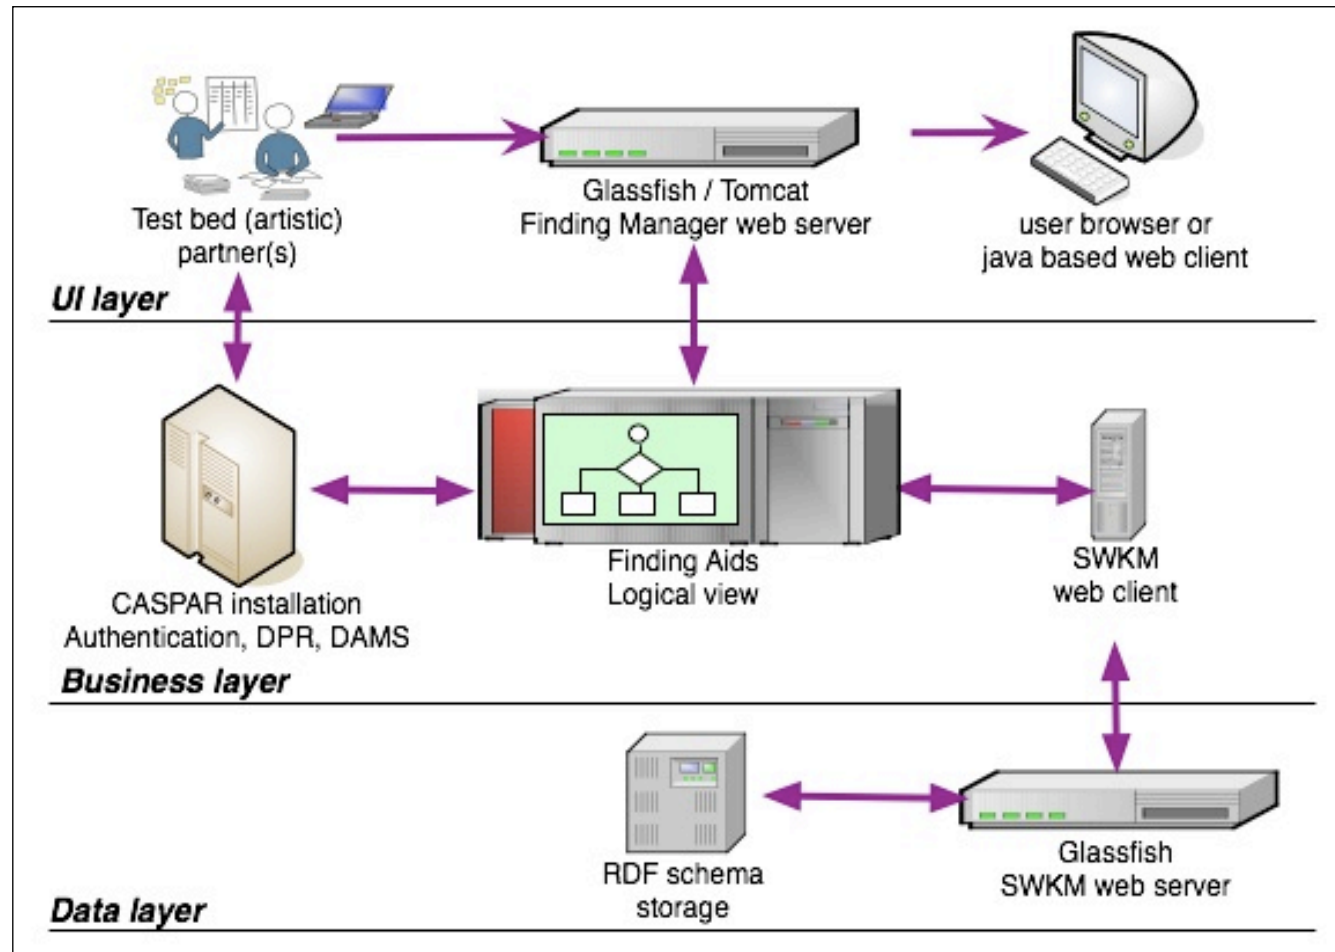 Test bed (artistic)
partner(s)
Glassfish / Tomcat
Finding Manager web server
user browser or
java based web client
UI layer
CASPAR installation
Authentication, DPR, DAMS
Finding Aids
Logical view
SWKM
web client
Business layer
RDF schema
storage
Glassfish
SWKM web server
Data layer